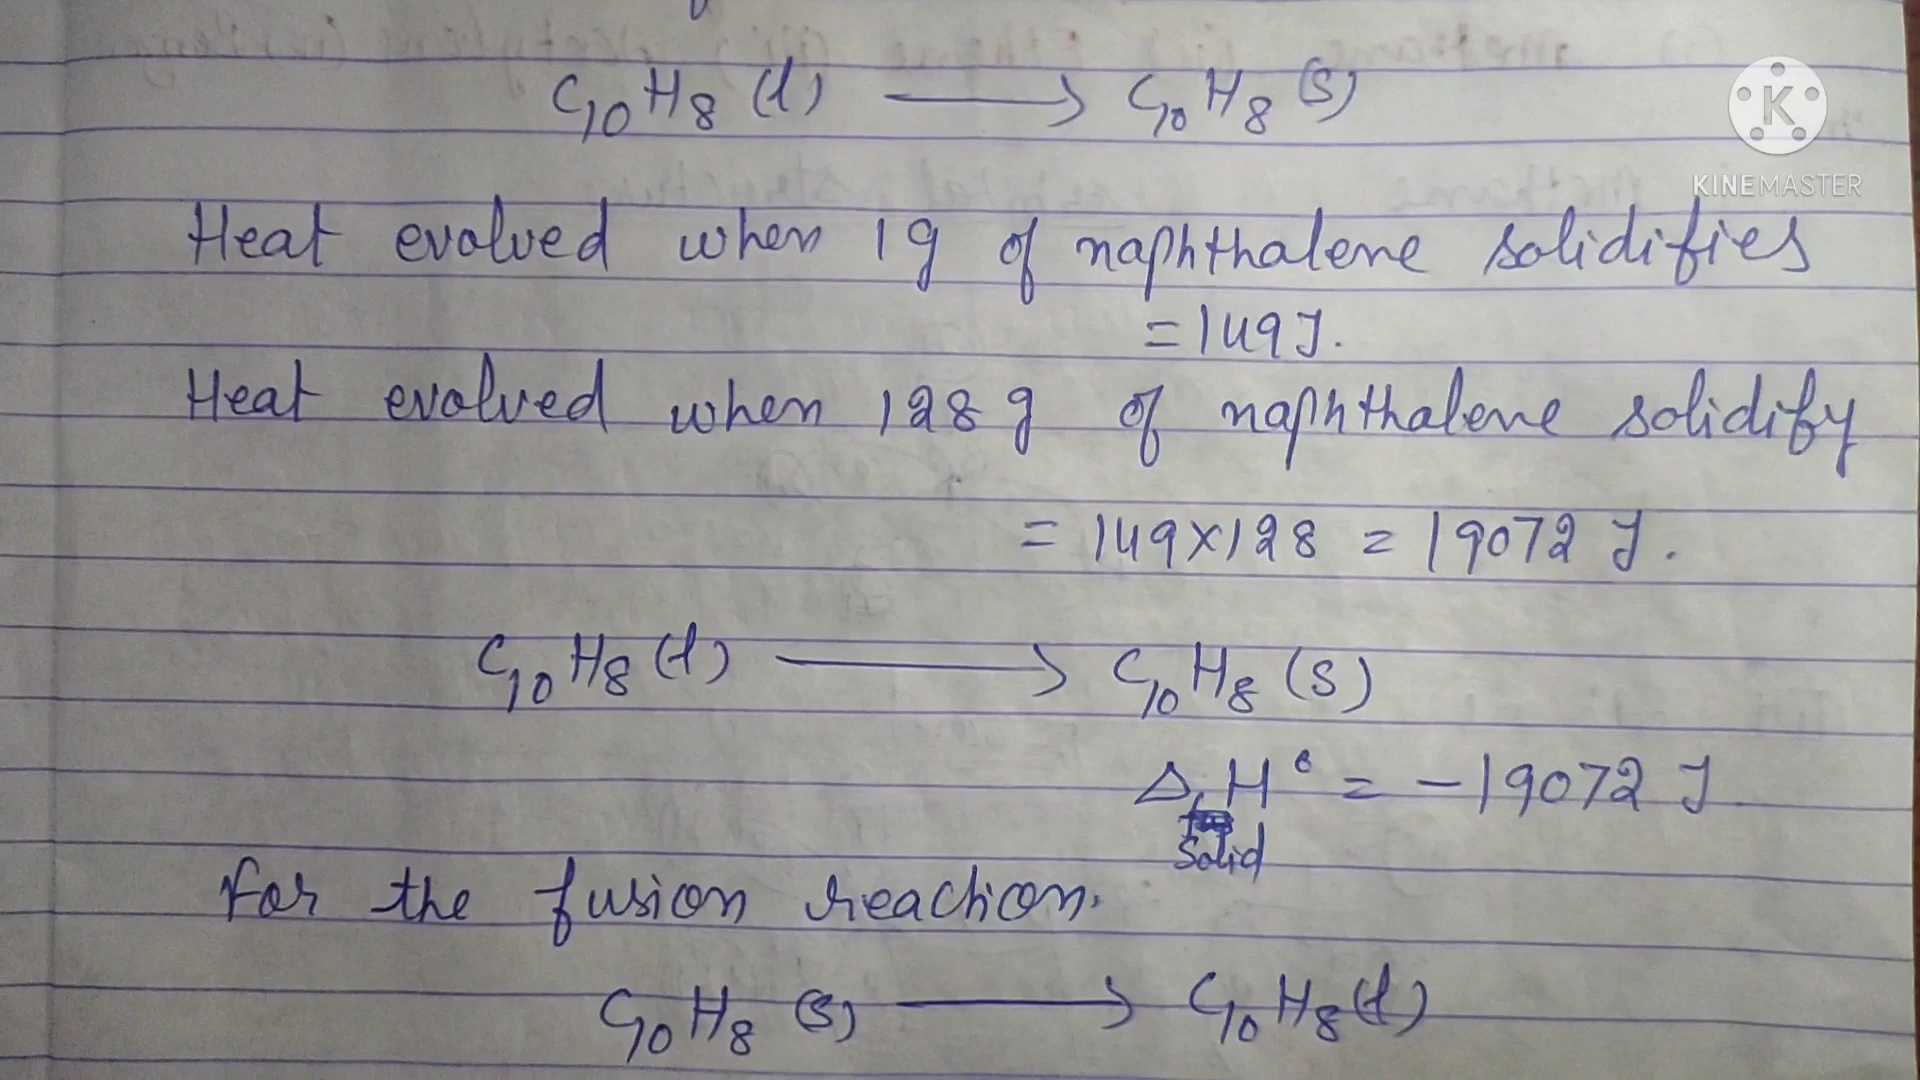 C10H8 (l) → C10H8 (s)
K
KINEMASTER
Heat evolved when 1g of naphthalene solidifies
= 149 J.
Heat evolved when 128 g of naphthalene solidify
= 149 × 128 = 19072 J.
C10H8 (l) → C10H8 (s)
Δ H° = -19072 J
Solid
For the fusion reaction.
C10H8 (s) → C10H8 (l)